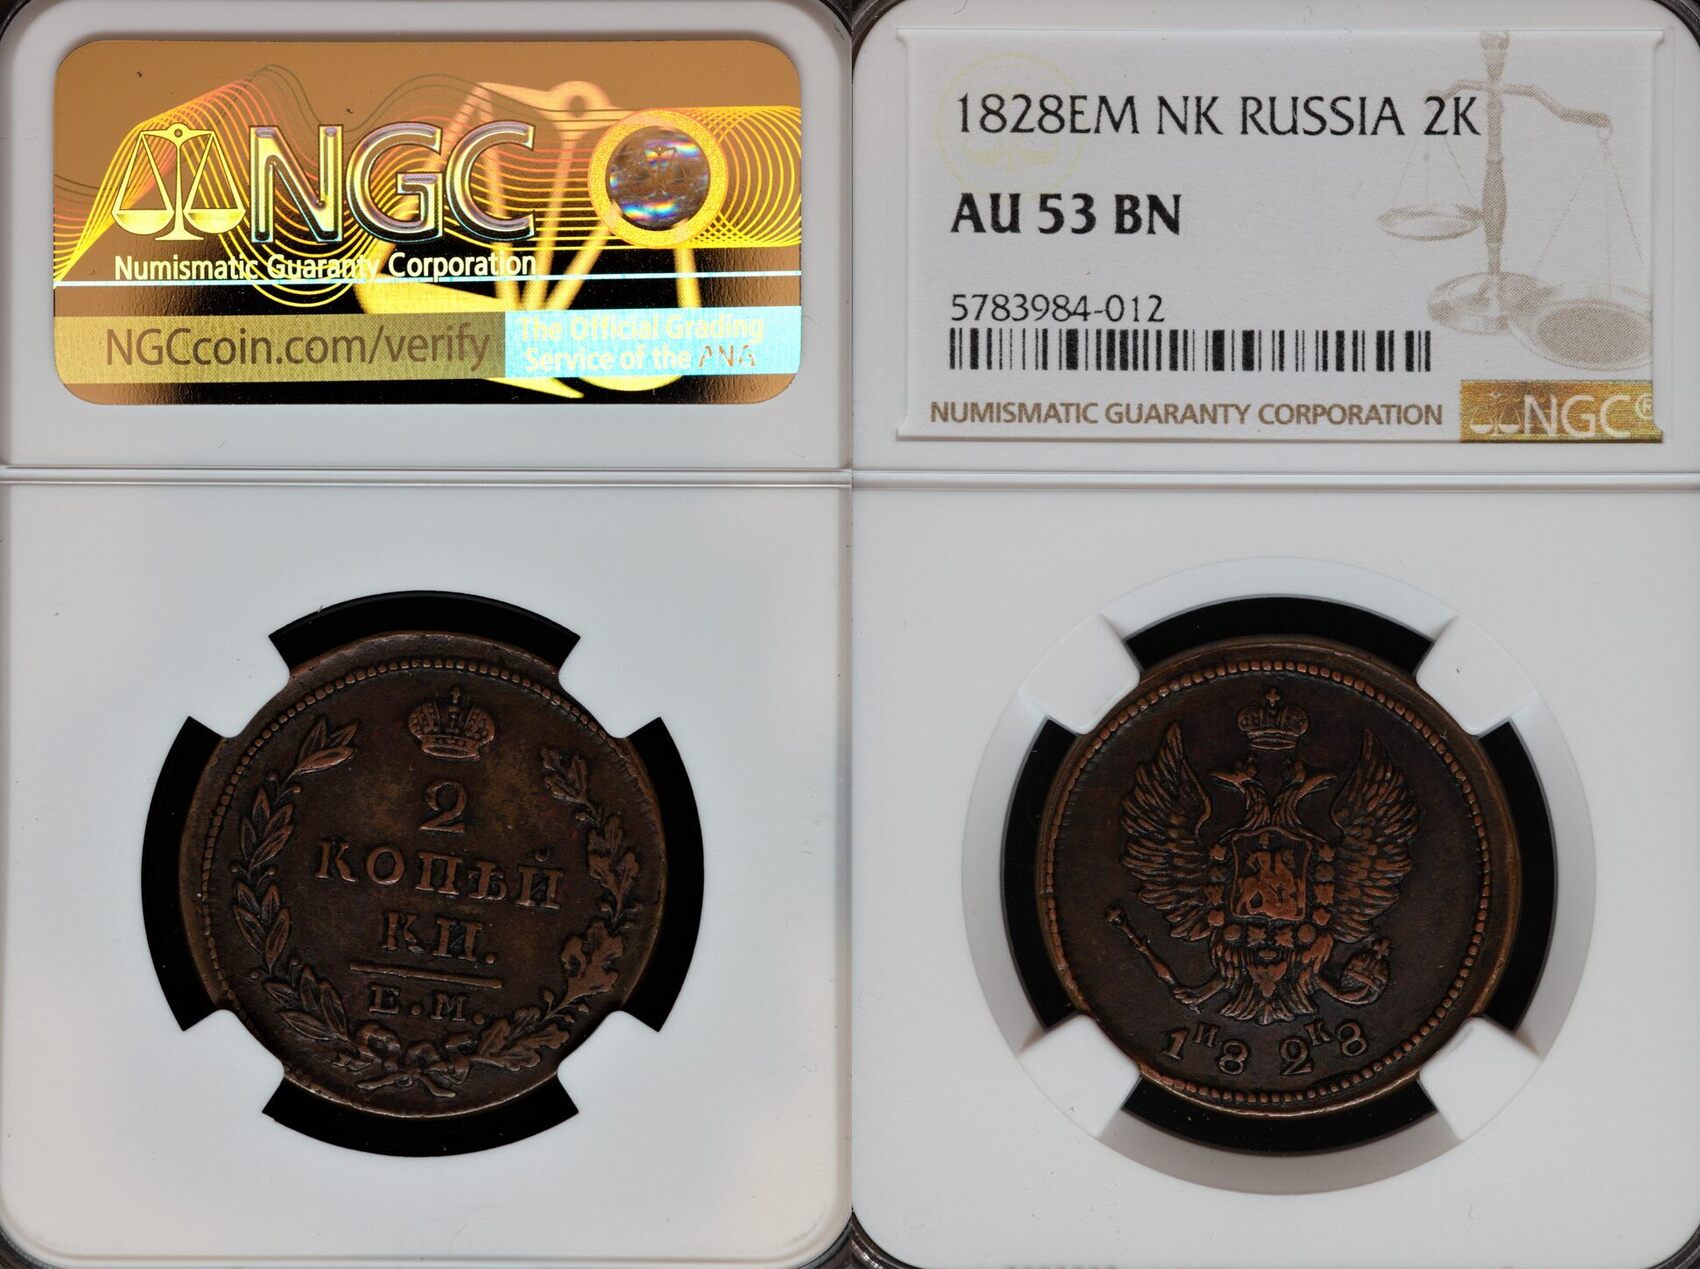 NGC
Numismatic Guaranty Corporation
NGCcoin.com/verify
The Official Grading
Service of the ANA
1828EM NK RUSSIA 2K
AU 53 BN
5783984-012
NUMISMATIC GUARANTY CORPORATION
NGC®
2
КОПѢЙ
КП.
Е.М.
И К
1828